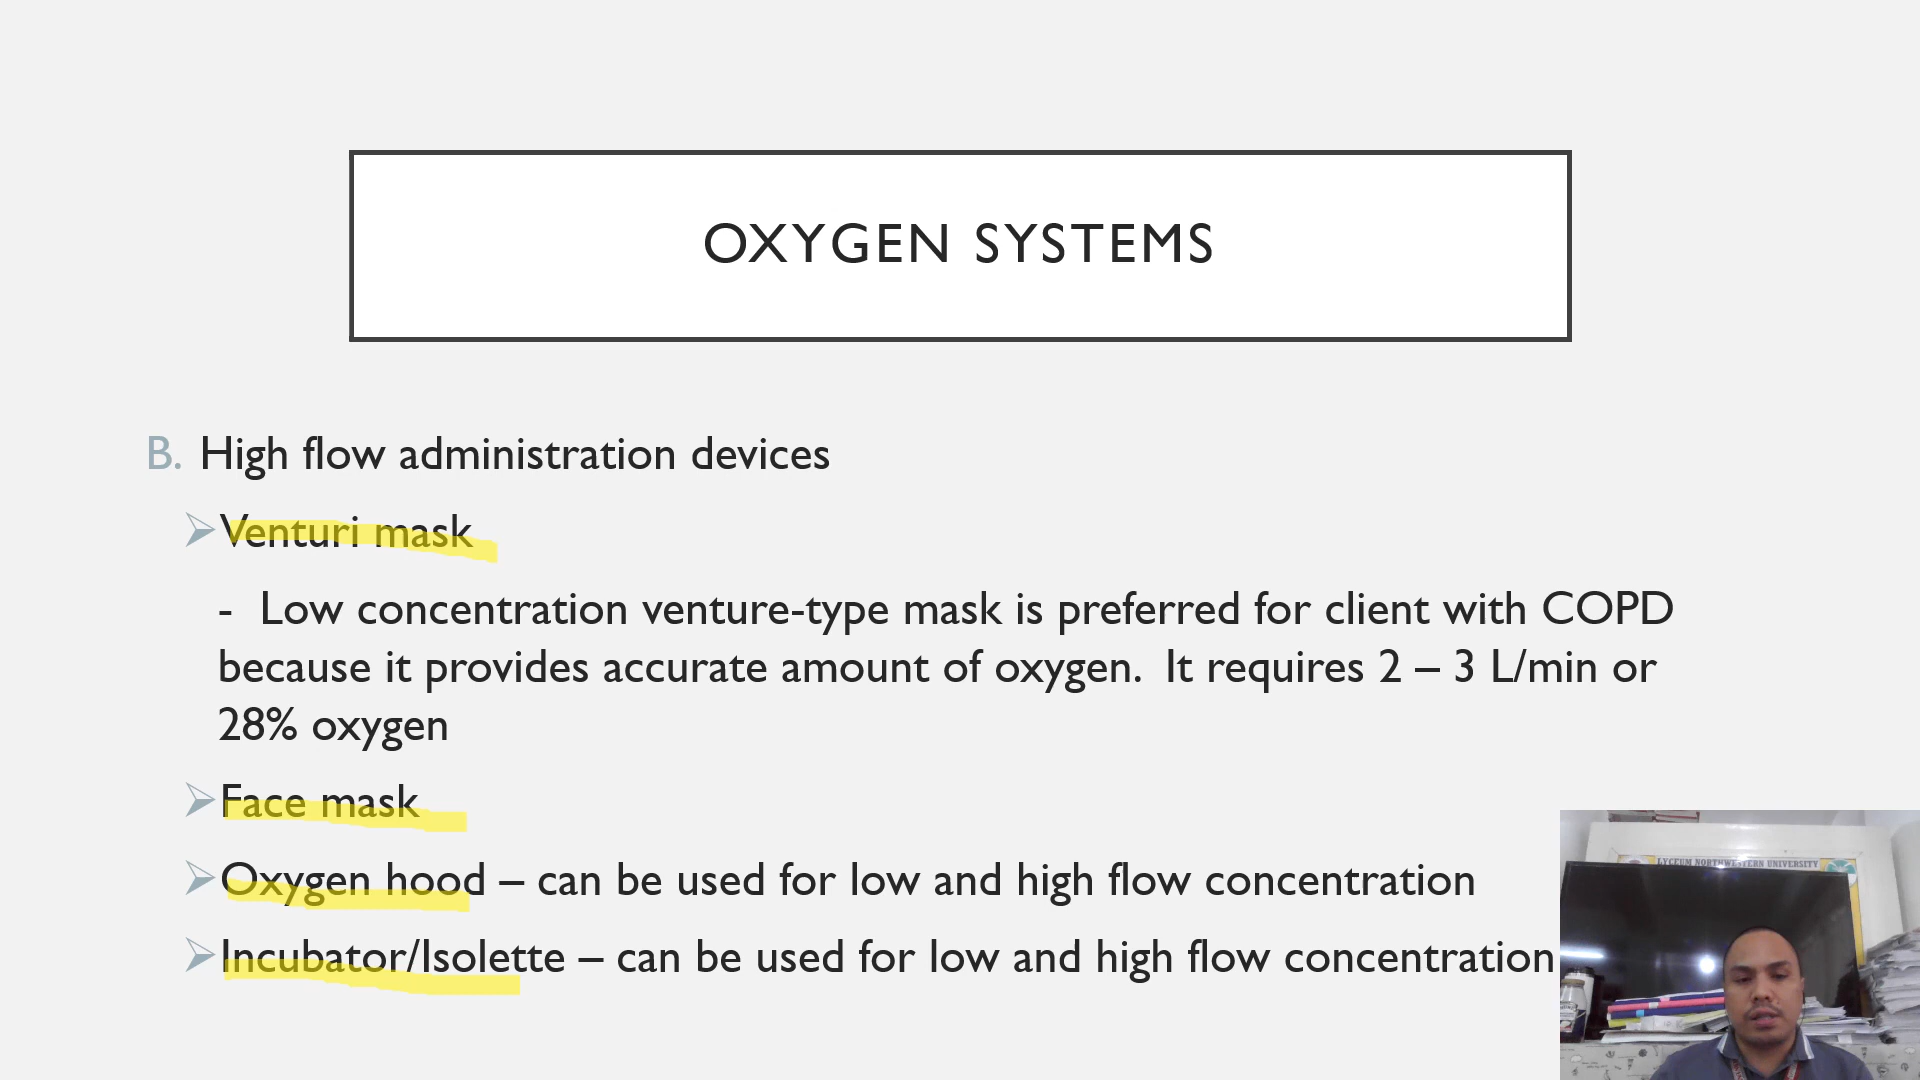 OXYGEN SYSTEMS
B. High flow administration devices
Venturi mask
- Low concentration venture-type mask is preferred for client with COPD
because it provides accurate amount of oxygen. It requires 2 – 3 L/min or
28% oxygen
Face mask
Oxygen hood – can be used for low and high flow concentration
Incubator/Isolette – can be used for low and high flow concentration
LYCEUM NORTHWESTERN UNIVERSITY